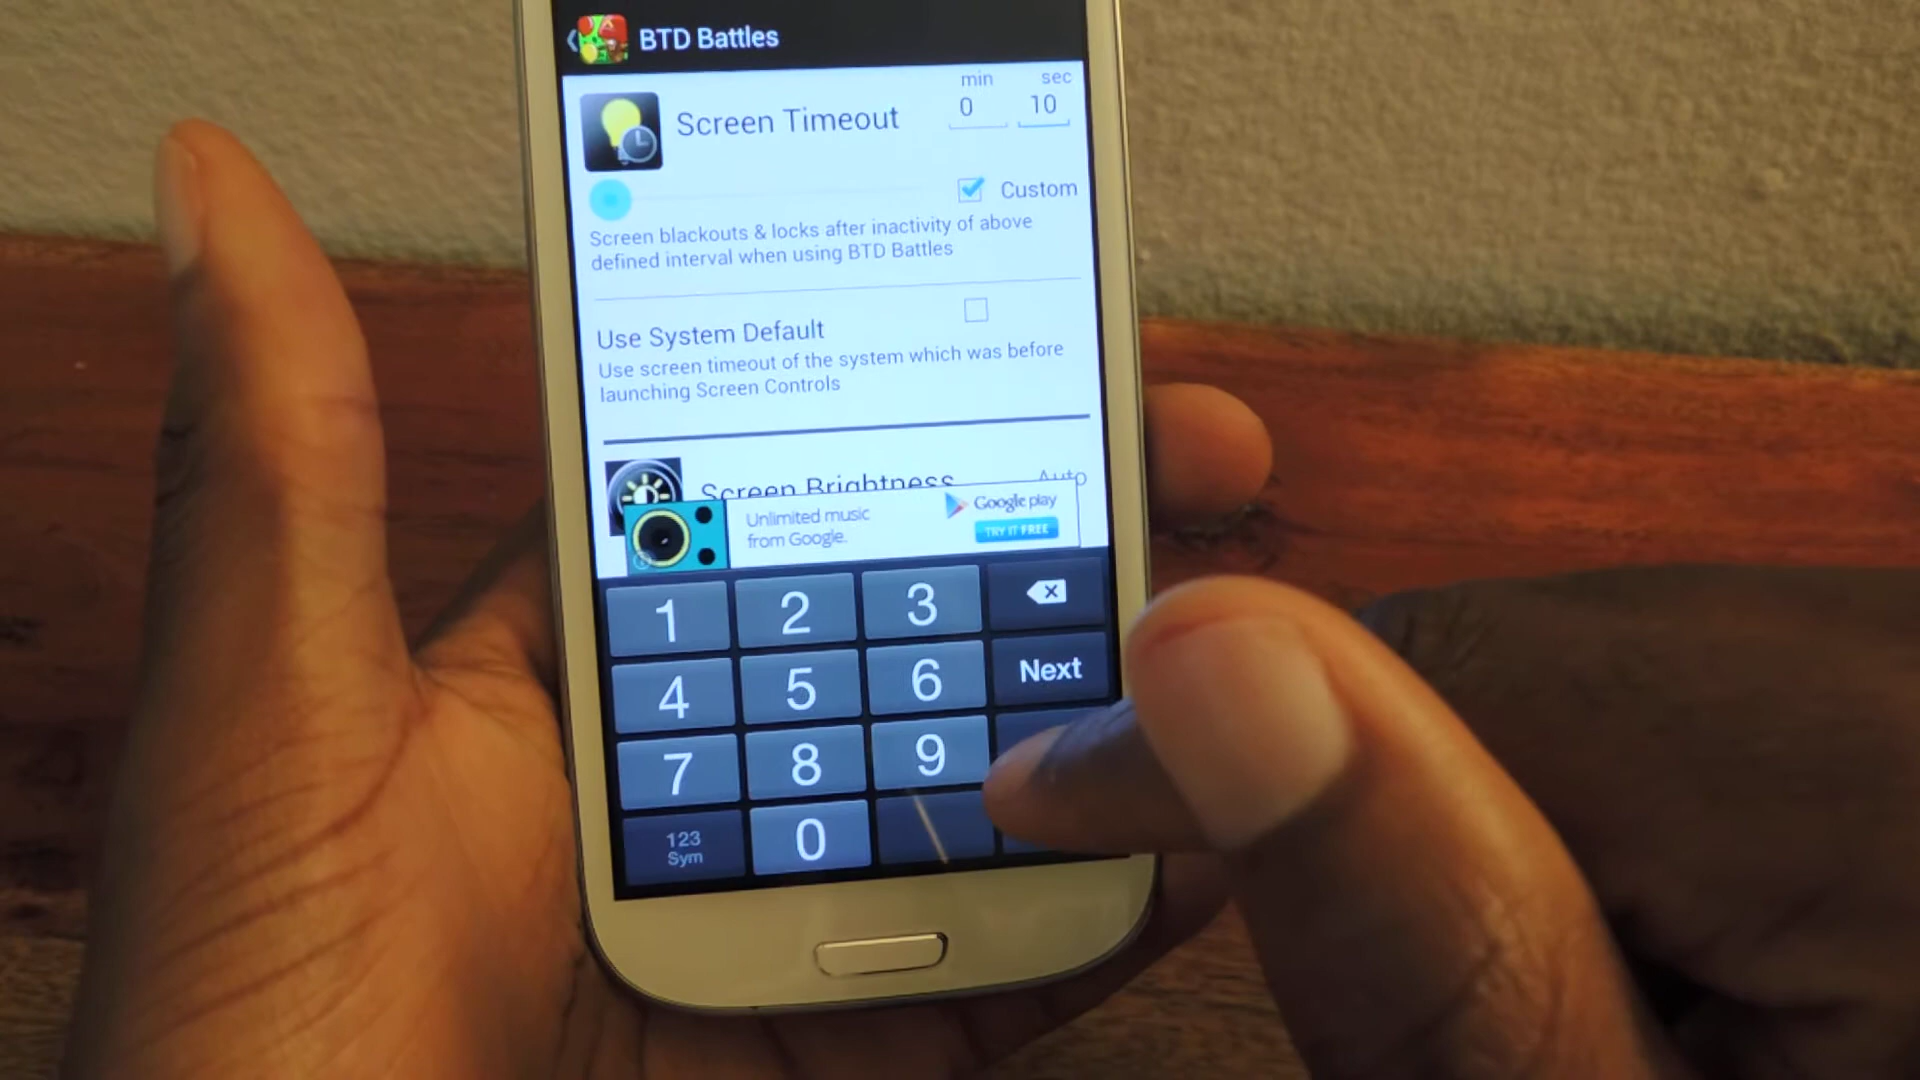 BTD Battles
min sec
Screen Timeout 0 10
Custom
Screen blackouts & locks after inactivity of above
defined interval when using BTD Battles
Use System Default
Use screen timeout of the system which was before
launching Screen Controls
Screen Brightness Auto
Unlimited music
from Google.
Google play
TRY IT FREE
1 2 3
4 5 6 Next
7 8 9
123
Sym
0